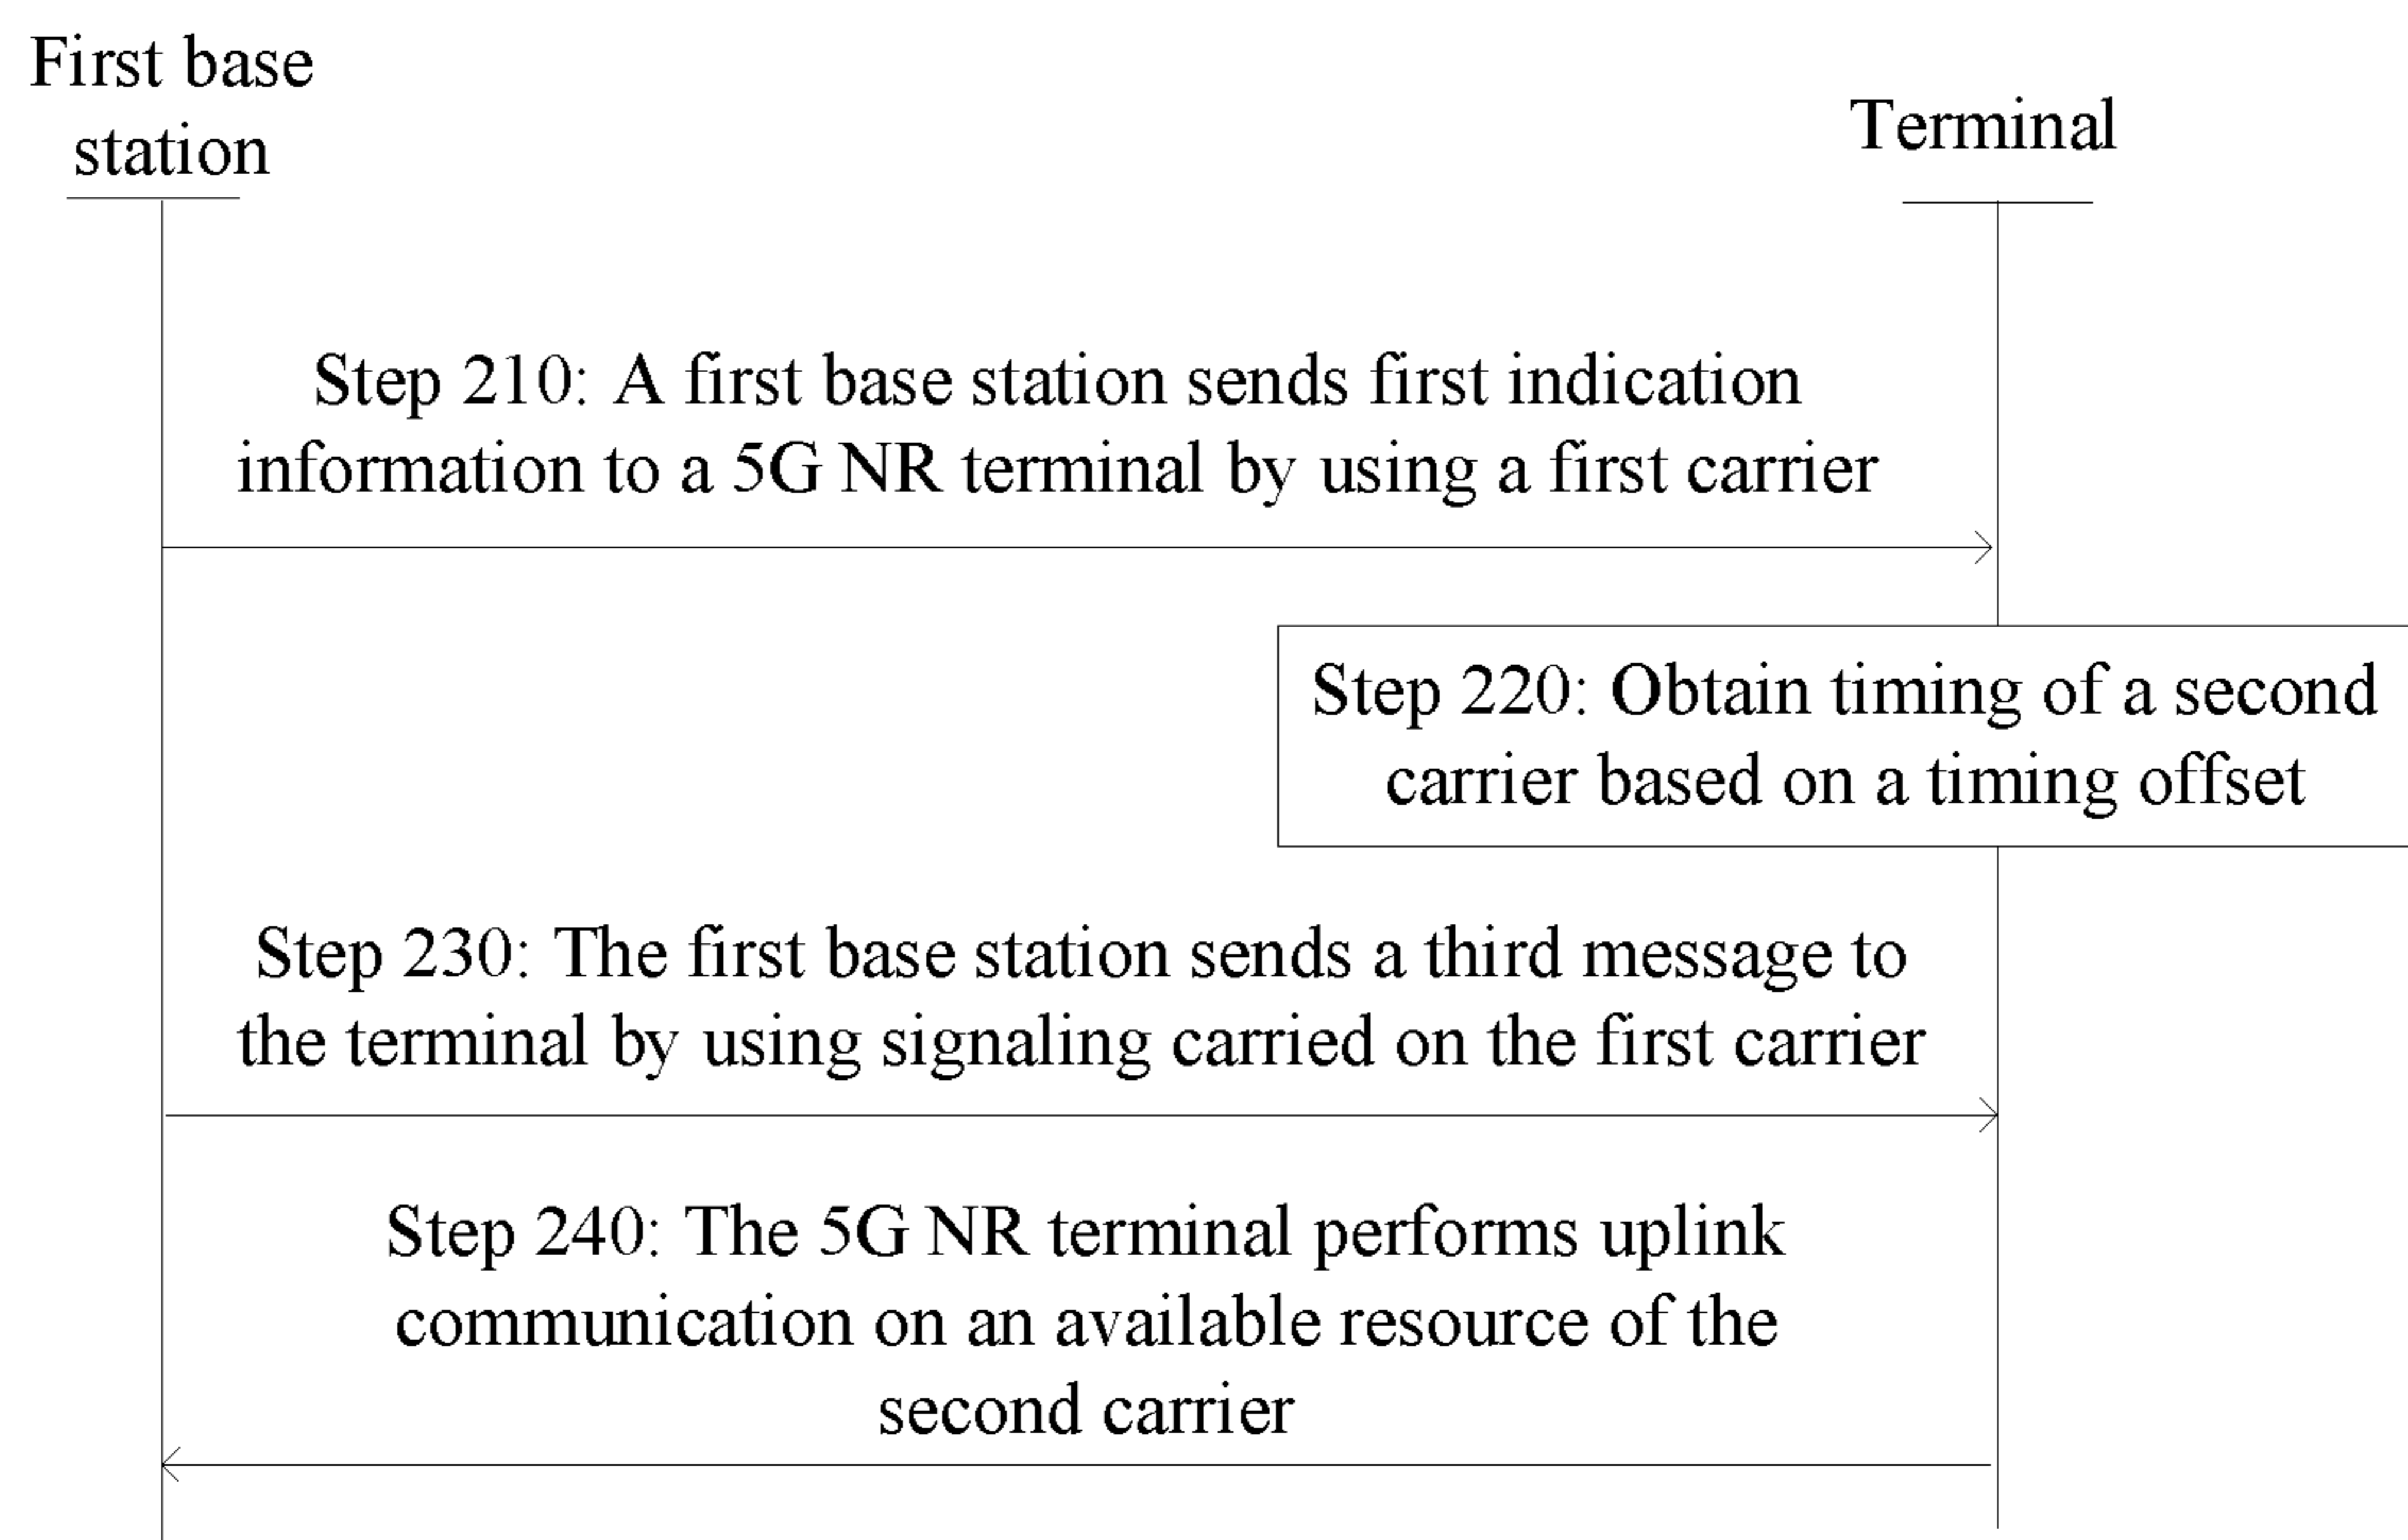 First base
station
Terminal
Step 210: A first base station sends first indication
information to a 5G NR terminal by using a first carrier
Step 220: Obtain timing of a second
carrier based on a timing offset
Step 230: The first base station sends a third message to
the terminal by using signaling carried on the first carrier
Step 240: The 5G NR terminal performs uplink
communication on an available resource of the
second carrier